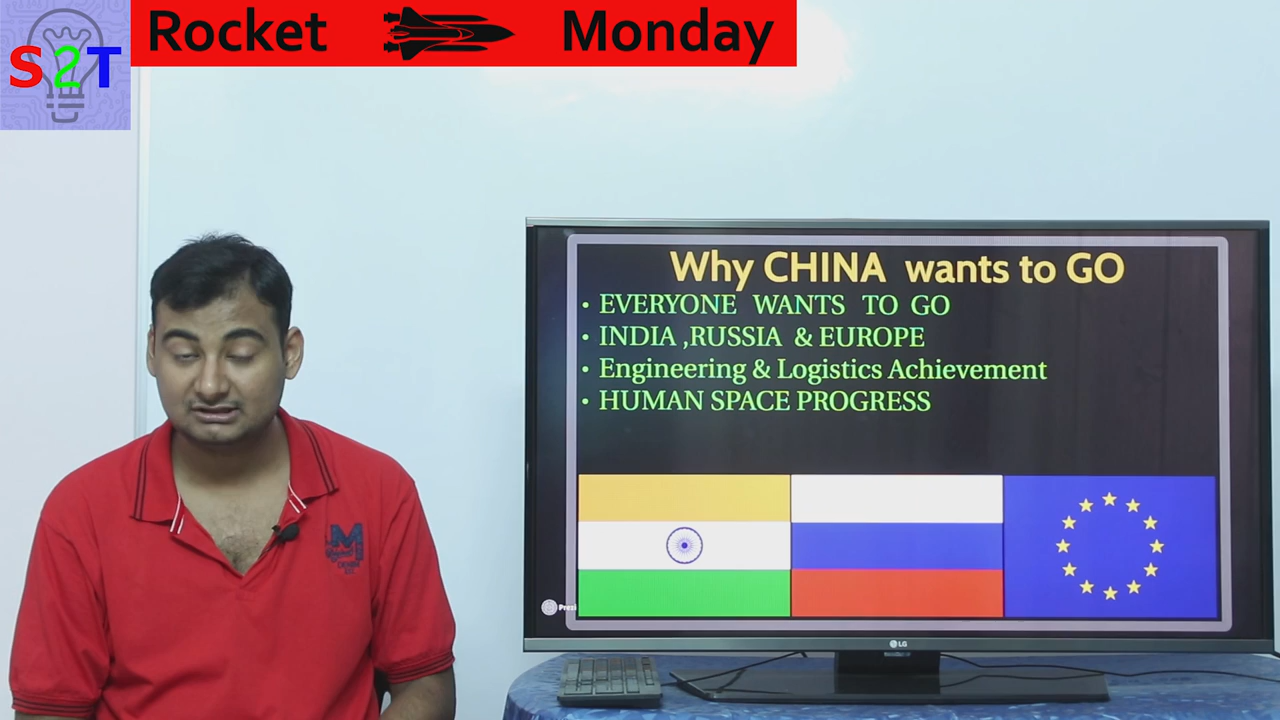 Rocket Monday
S2T
Why CHINA wants to GO
• EVERYONE WANTS TO GO
• INDIA ,RUSSIA & EUROPE
• Engineering & Logistics Achievement
• HUMAN SPACE PROGRESS
M
Prezi
LG